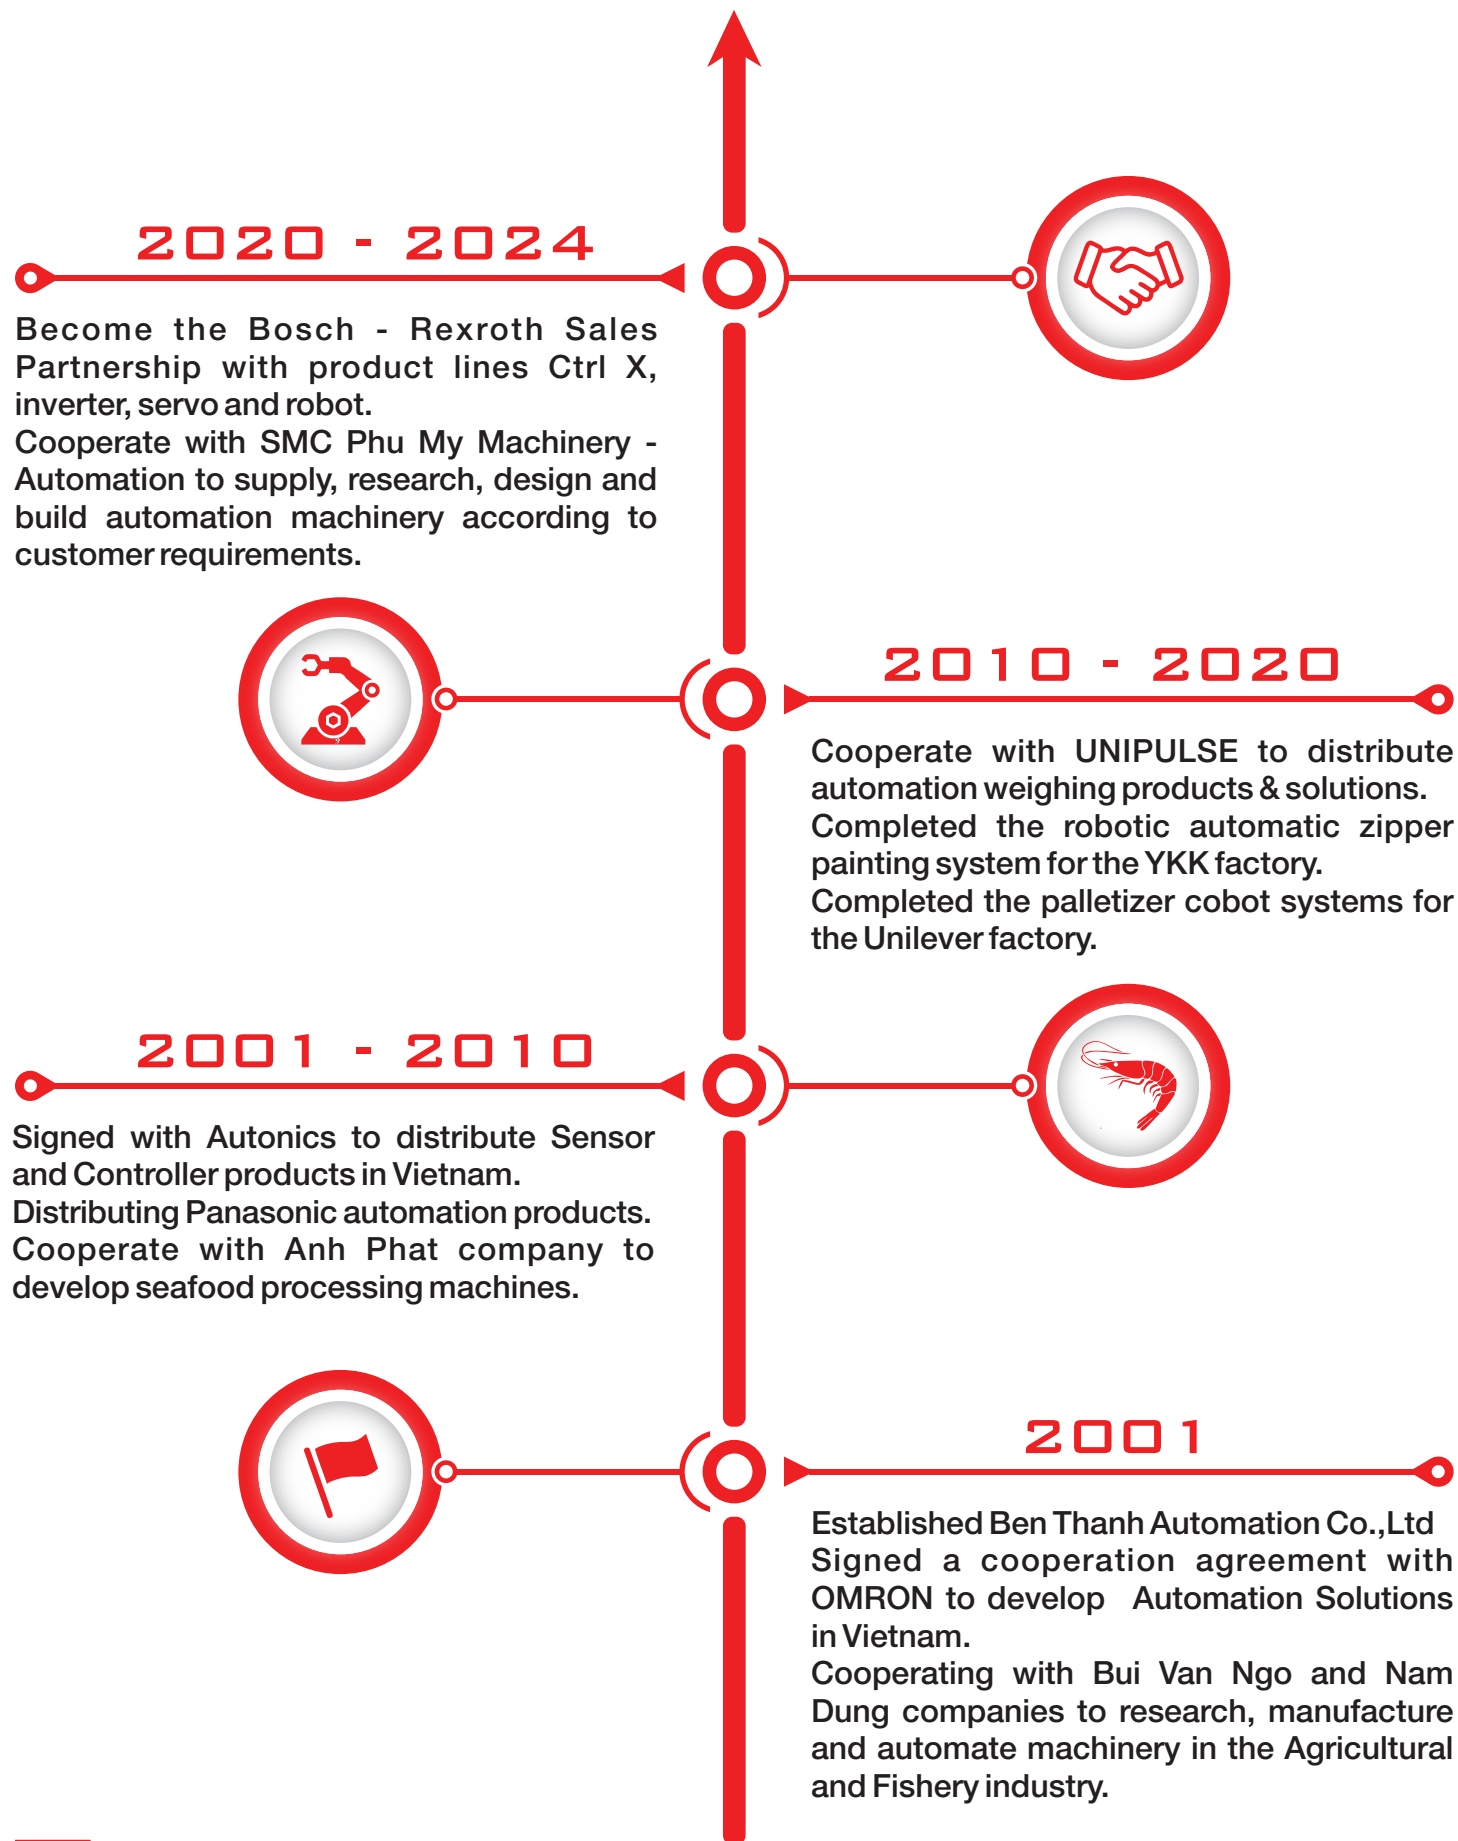 2020 - 2024
Become the Bosch - Rexroth Sales
Partnership with product lines Ctrl X,
inverter, servo and robot.
Cooperate with SMC Phu My Machinery -
Automation to supply, research, design and
build automation machinery according to
customer requirements.
2010 - 2020
Cooperate with UNIPULSE to distribute
automation weighing products & solutions.
Completed the robotic automatic zipper
painting system for the YKK factory.
Completed the palletizer cobot systems for
the Unilever factory.
2001 - 2010
Signed with Autonics to distribute Sensor
and Controller products in Vietnam.
Distributing Panasonic automation products.
Cooperate with Anh Phat company to
develop seafood processing machines.
2001
Established Ben Thanh Automation Co.,Ltd
Signed a cooperation agreement with
OMRON to develop Automation Solutions
in Vietnam.
Cooperating with Bui Van Ngo and Nam
Dung companies to research, manufacture
and automate machinery in the Agricultural
and Fishery industry.